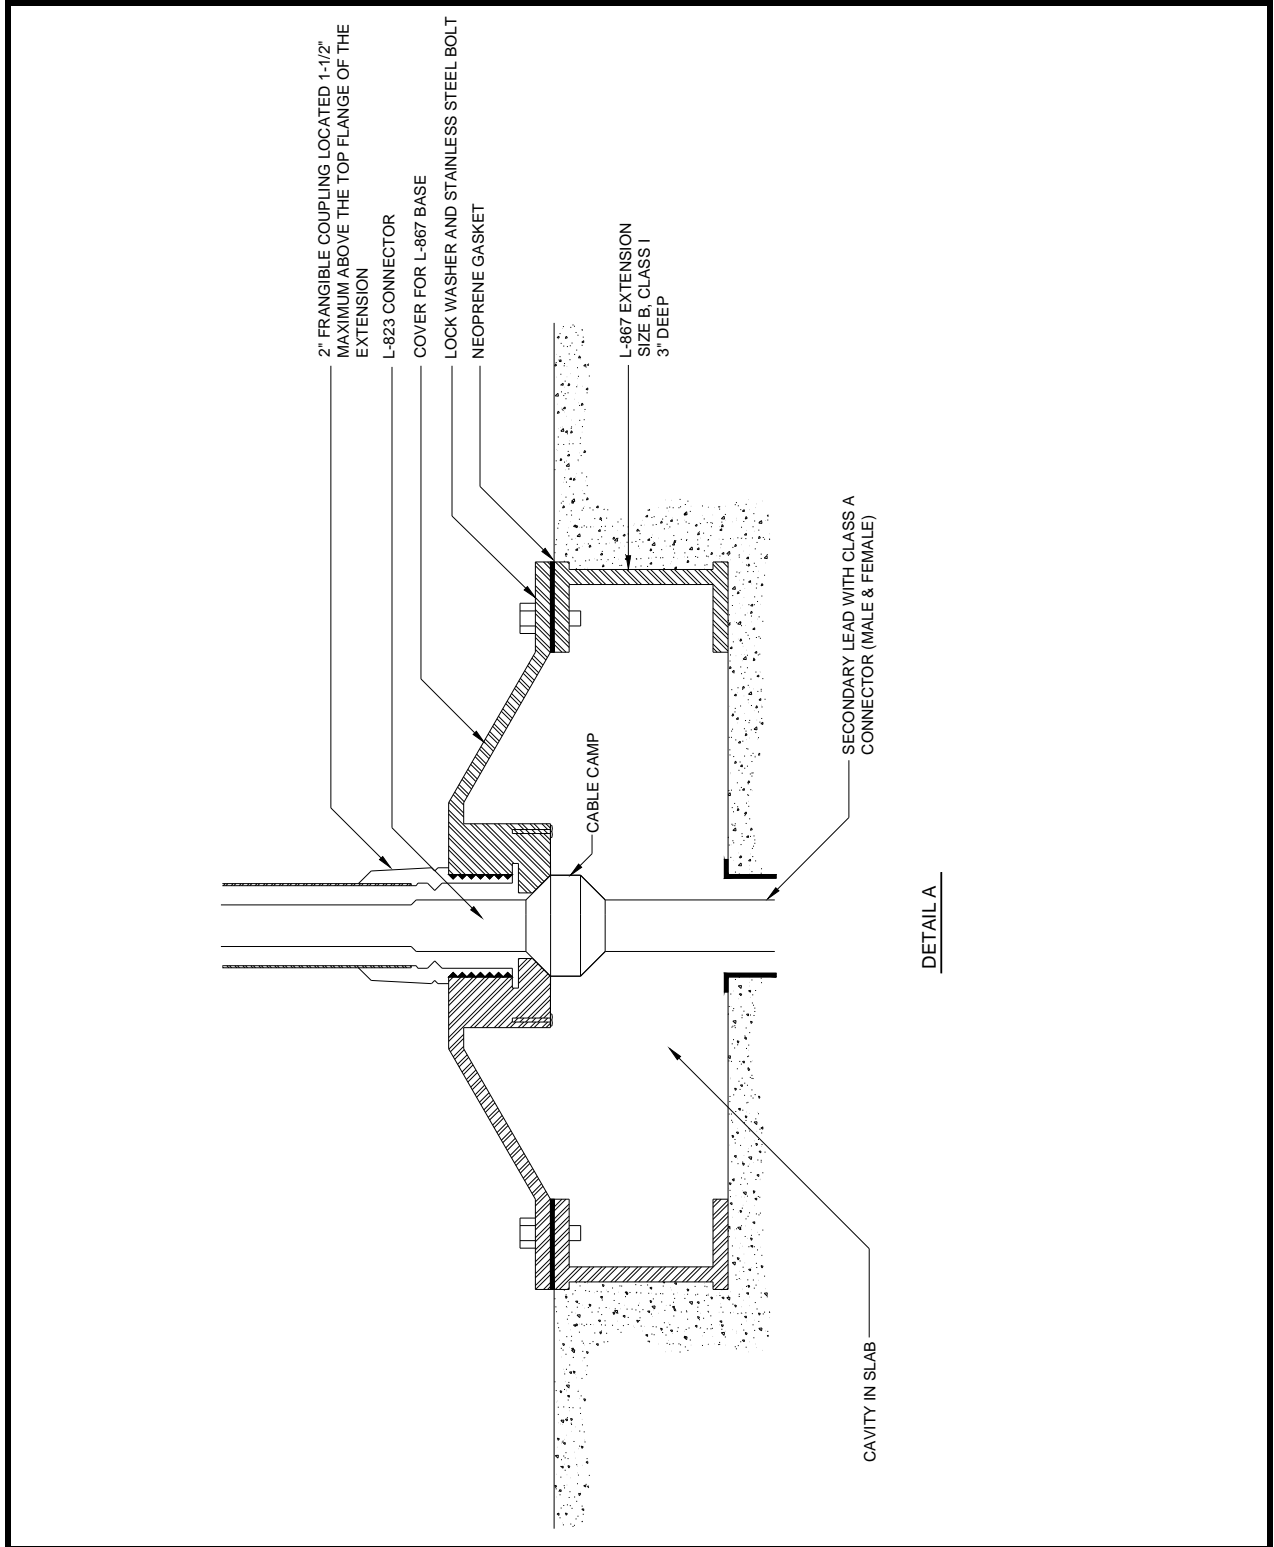 2" FRANGIBLE COUPLING LOCATED 1-1/2"
MAXIMUM ABOVE THE TOP FLANGE OF THE
EXTENSION
L-823 CONNECTOR
COVER FOR L-867 BASE
LOCK WASHER AND STAINLESS STEEL BOLT
NEOPRENE GASKET
L-867 EXTENSION
SIZE B, CLASS I
3" DEEP
CABLE CAMP
SECONDARY LEAD WITH CLASS A
CONNECTOR (MALE & FEMALE)
CAVITY IN SLAB
DETAIL A